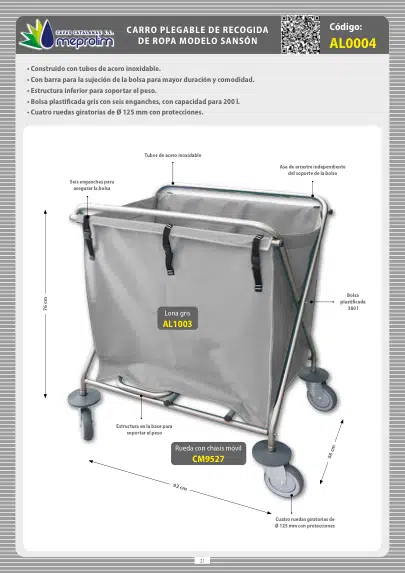 CAYAS CATALANAS S.L.
meprolim
CARRO PLEGABLE DE RECOGIDA
DE ROPA MODELO SANSÓN
Código:
AL0004
• Construido con tubos de acero inoxidable.
• Con barra para la sujeción de la bolsa para mayor duración y comodidad.
• Estructura inferior para soportar el peso.
• Bolsa plastificada gris con seis enganches, con capacidad para 200 l.
• Cuatro ruedas giratorias de Ø 125 mm con protecciones.
Tubos de acero inoxidable
Asa de arrastre independiente
del soporte de la bolsa
Seis enganches para
asegurar la bolsa
76 cm
Bolsa
plastificada
200 l
Lona gris
AL1003
Estructura en la base para
soportar el peso
Rueda con chasis móvil
CM9527
92 cm
Cuatro ruedas giratorias de
Ø 125 mm con protecciones
21